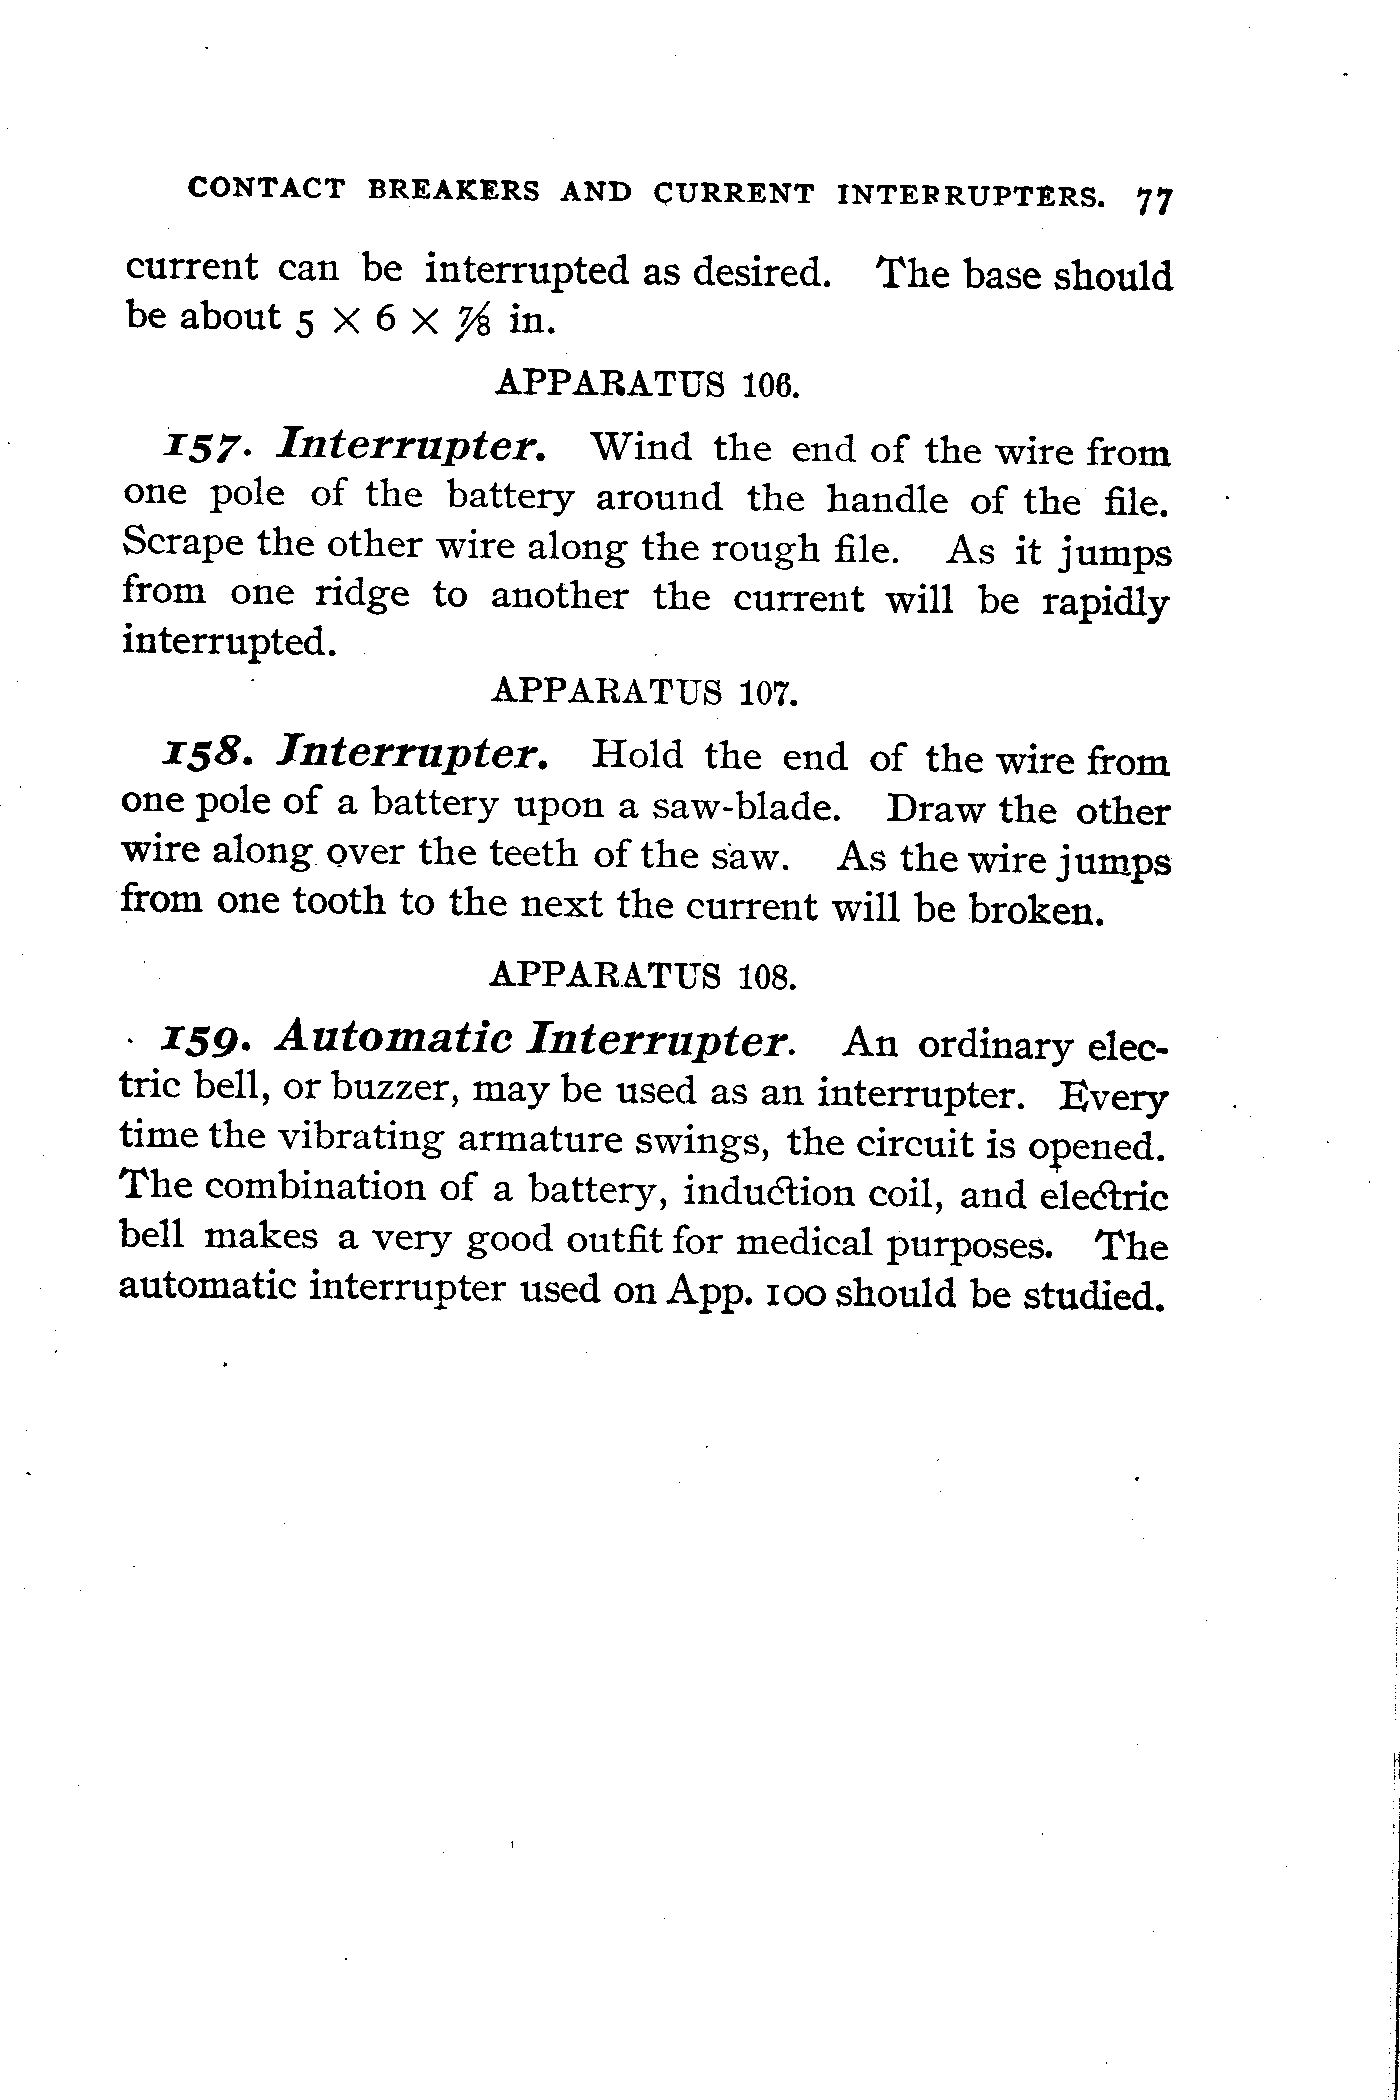 CONTACT BREAKERS AND CURRENT INTERRUPTERS. 77
current can be interrupted as desired. The base should
be about 5 × 6 × ⅞ in.
APPARATUS 106.
157. Interrupter. Wind the end of the wire from
one pole of the battery around the handle of the file.
Scrape the other wire along the rough file. As it jumps
from one ridge to another the current will be rapidly
interrupted.
APPARATUS 107.
158. Interrupter. Hold the end of the wire from
one pole of a battery upon a saw-blade. Draw the other
wire along over the teeth of the saw. As the wire jumps
from one tooth to the next the current will be broken.
APPARATUS 108.
159. Automatic Interrupter. An ordinary elec-
tric bell, or buzzer, may be used as an interrupter. Every
time the vibrating armature swings, the circuit is opened.
The combination of a battery, induction coil, and electric
bell makes a very good outfit for medical purposes. The
automatic interrupter used on App. 100 should be studied.